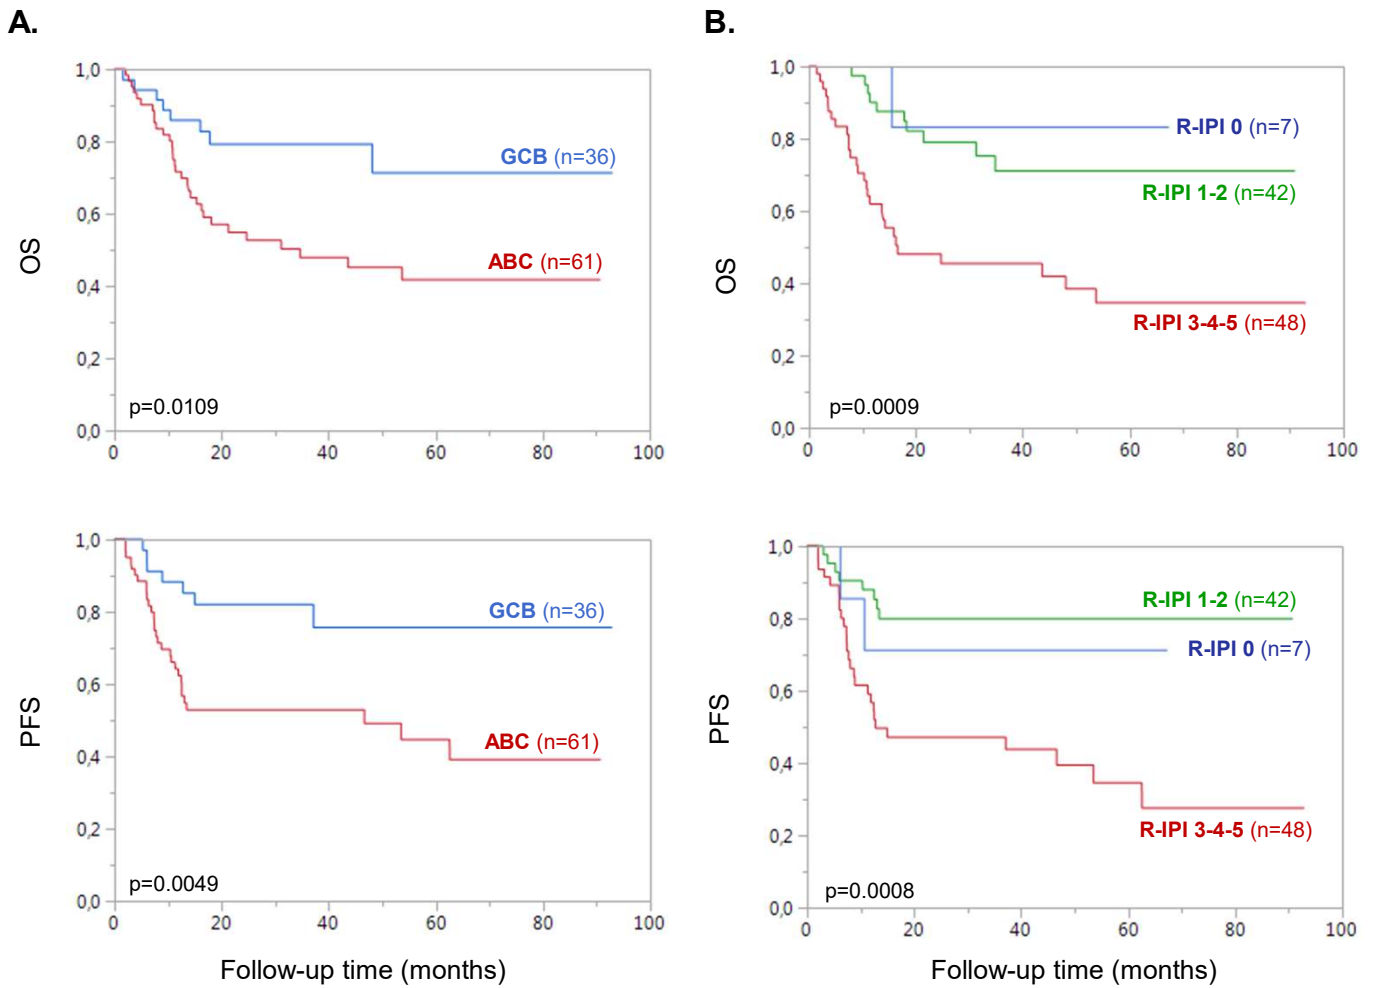 A.
B.
1,0
0,8
0,6
0,4
0,2
0,0
OS
GCB (n=36)
ABC (n=61)
p=0.0109
0 20 40 60 80 100
1,0
0,8
0,6
0,4
0,2
0,0
OS
R-IPI 0 (n=7)
R-IPI 1-2 (n=42)
R-IPI 3-4-5 (n=48)
p=0.0009
0 20 40 60 80 100
1,0
0,8
0,6
0,4
0,2
0,0
PFS
GCB (n=36)
ABC (n=61)
p=0.0049
0 20 40 60 80 100
Follow-up time (months)
1,0
0,8
0,6
0,4
0,2
0,0
PFS
R-IPI 1-2 (n=42)
R-IPI 0 (n=7)
R-IPI 3-4-5 (n=48)
p=0.0008
0 20 40 60 80 100
Follow-up time (months)